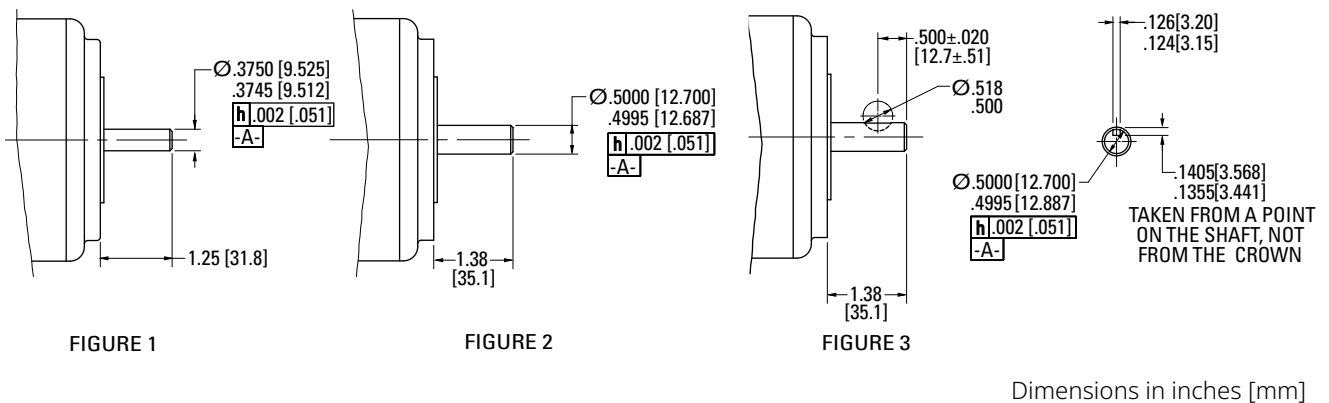 Ø.3750 [9.525]
.3745 [9.512]
h .002 [.051]
-A-
1.25 [31.8]
FIGURE 1
Ø.5000 [12.700]
.4995 [12.687]
h .002 [.051]
-A-
1.38
[35.1]
FIGURE 2
.500±.020
[12.7±.51]
Ø.518
.500
1.38
[35.1]
FIGURE 3
.126[3.20]
.124[3.15]
Ø.5000 [12.700]
.4995 [12.887]
h .002 [.051]
-A-
.1405[3.568]
.1355[3.441]
TAKEN FROM A POINT
ON THE SHAFT, NOT
FROM THE CROWN
Dimensions in inches [mm]